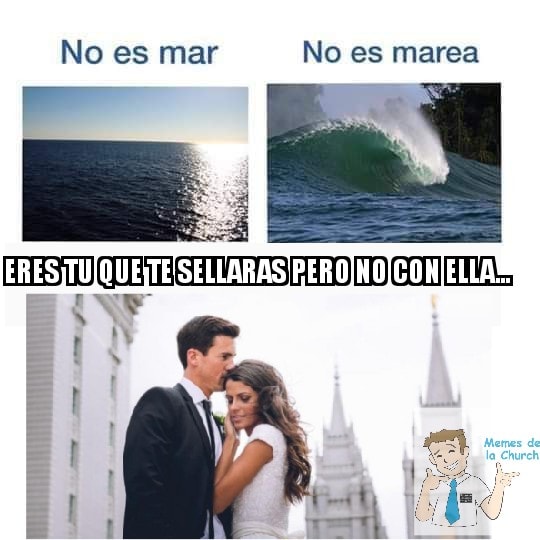 No es mar
No es marea
ERES TU QUE TE SELLARAS PERO NO CON ELLA...
Memes de
la Church